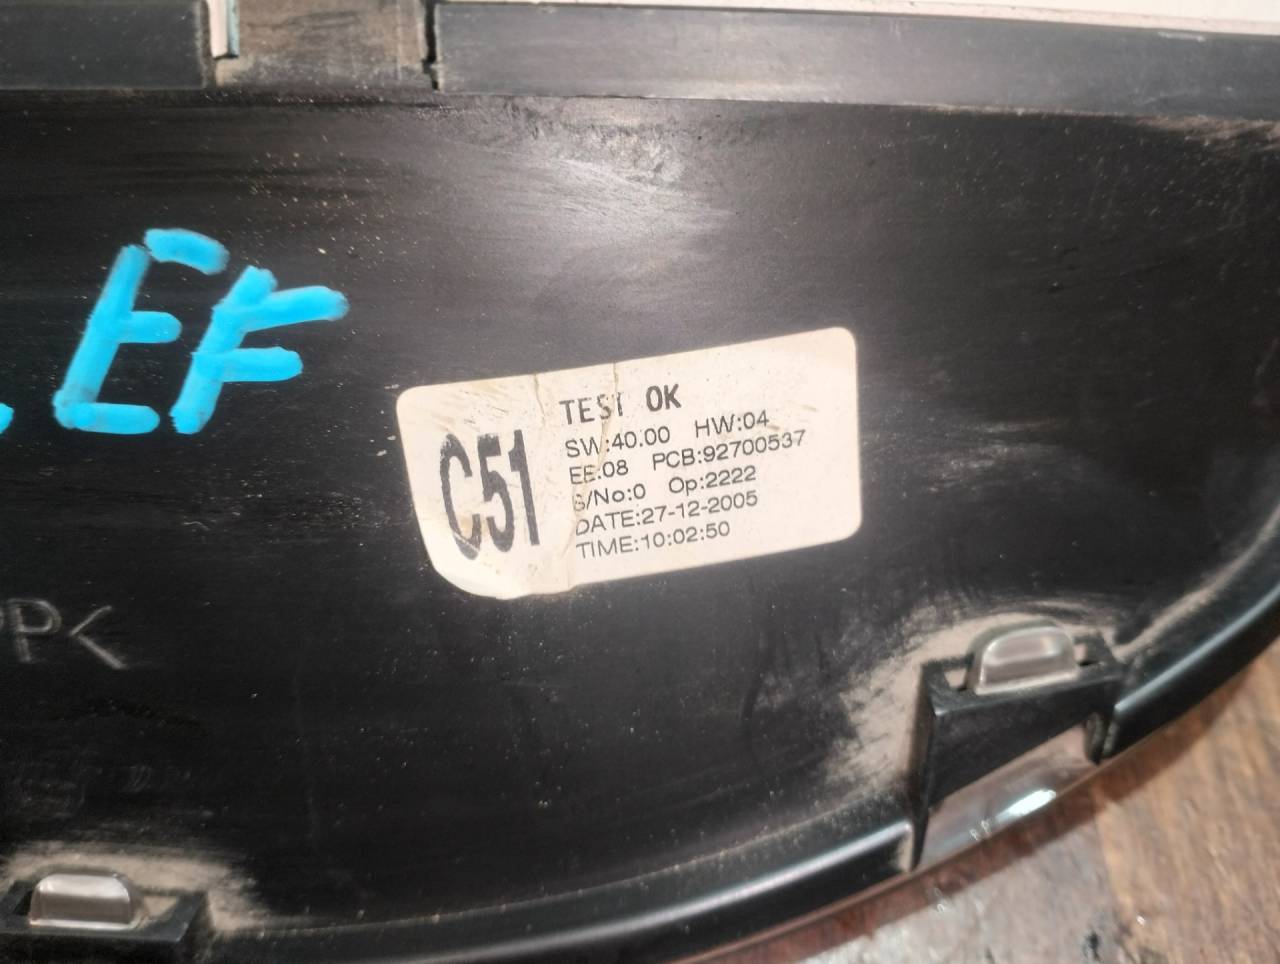 EF
TEST OK
C51
SW:40.00 HW:04
EE:08 PCB:92700537
S/No:0 Op:2222
DATE:27-12-2005
TIME:10:02:50
PP<